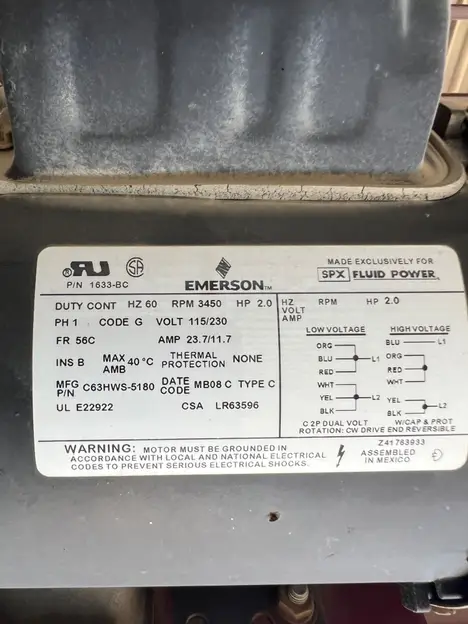 P/N 1633-BC
EMERSON™
MADE EXCLUSIVELY FOR
SPX FLUID POWER
DUTY CONT HZ 60 RPM 3450 HP 2.0
PH 1 CODE G VOLT 115/230
FR 56C AMP 23.7/11.7
INS B MAX AMB 40 °C THERMAL PROTECTION NONE
MFG P/N C63HWS-5180 DATE CODE MB08 C TYPE C
UL E22922 CSA LR63596
HZ RPM HP 2.0
VOLT
AMP
LOW VOLTAGE HIGH VOLTAGE
ORG
BLU L1
RED
WHT
YEL L2
BLK
BLU L1
ORG
RED
WHT
YEL L2
BLK
C 2P DUAL VOLT W/CAP & PROT
ROTATION: CW DRIVE END REVERSIBLE
WARNING: MOTOR MUST BE GROUNDED IN
ACCORDANCE WITH LOCAL AND NATIONAL ELECTRICAL
CODES TO PREVENT SERIOUS ELECTRICAL SHOCKS.
Z41783933
ASSEMBLED
IN MEXICO